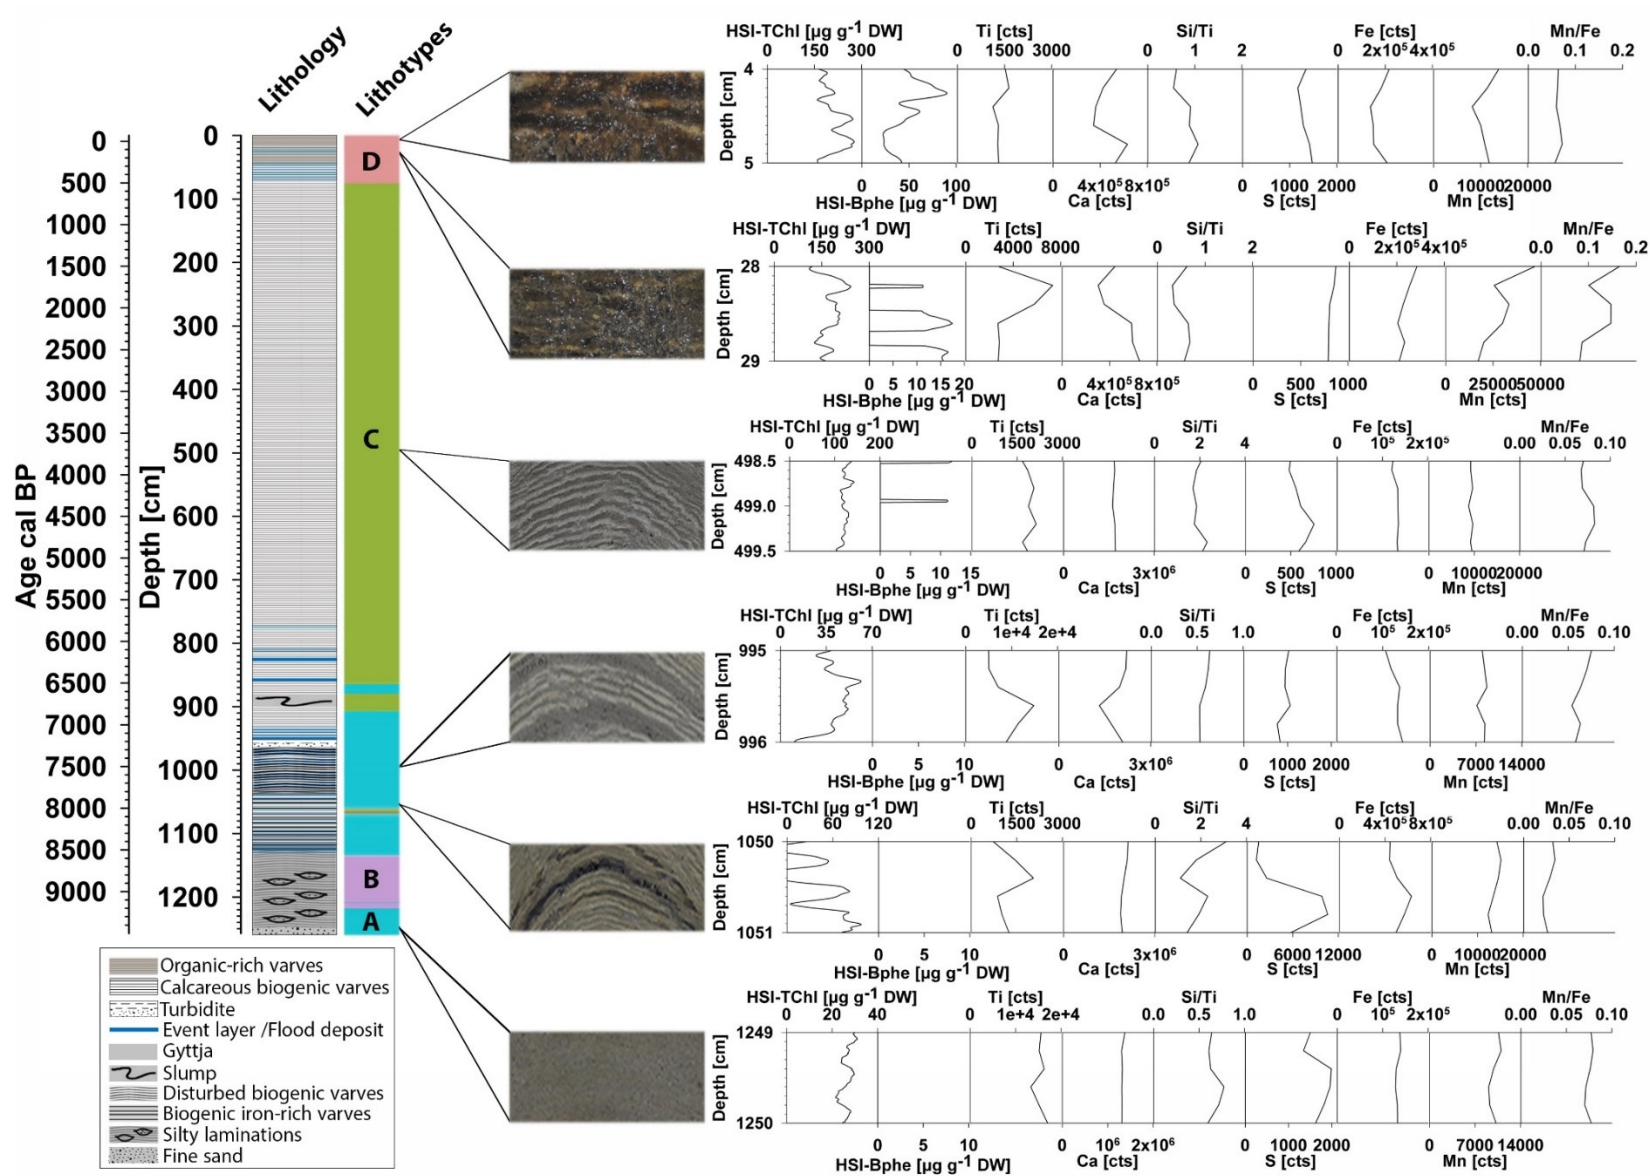 Lithology
Lithotypes
Age cal BP
0
500
1000
1500
2000
2500
3000
3500
4000
4500
5000
5500
6000
6500
7000
7500
8000
8500
9000
Depth [cm]
0
100
200
300
400
500
600
700
800
900
1000
1100
1200
D
C
B
A
Organic-rich varves
Calcareous biogenic varves
Turbidite
Event layer /Flood deposit
Gyttja
Slump
Disturbed biogenic varves
Biogenic iron-rich varves
Silty laminations
Fine sand
HSI-TChl [µg g-1 DW] Ti [cts] Si/Ti Fe [cts] Mn/Fe
0 150 300 0 1500 3000 0 1 2 0 2x10⁵ 4x10⁵ 0.0 0.1 0.2
4
Depth [cm]
5
0 50 100 0 4x10⁵ 8x10⁵ 0 1000 2000 0 10000 20000
HSI-Bphe [µg g-1 DW] Ca [cts] S [cts] Mn [cts]
HSI-TChl [µg g-1 DW] Ti [cts] Si/Ti Fe [cts] Mn/Fe
0 150 300 0 4000 8000 0 1 2 0 2x10⁵ 4x10⁵ 0.0 0.1 0.2
28
Depth [cm]
29
0 5 10 15 20 0 4x10⁵ 8x10⁵ 0 500 1000 0 25000 50000
HSI-Bphe [µg g-1 DW] Ca [cts] S [cts] Mn [cts]
HSI-TChl [µg g-1 DW] Ti [cts] Si/Ti Fe [cts] Mn/Fe
0 100 200 0 1500 3000 0 2 4 0 10⁵ 2x10⁵ 0.00 0.05 0.10
498.5
499.0
499.5
Depth [cm]
0 5 10 15 0 3x10⁶ 0 500 1000 0 10000 20000
HSI-Bphe [µg g-1 DW] Ca [cts] S [cts] Mn [cts]
HSI-TChl [µg g-1 DW] Ti [cts] Si/Ti Fe [cts] Mn/Fe
0 35 70 0 1e+4 2e+4 0.0 0.5 1.0 0 10⁵ 2x10⁵ 0.00 0.05 0.10
995
Depth [cm]
996
0 5 10 0 3x10⁶ 0 1000 2000 0 7000 14000
HSI-Bphe [µg g-1 DW] Ca [cts] S [cts] Mn [cts]
HSI-TChl [µg g-1 DW] Ti [cts] Si/Ti Fe [cts] Mn/Fe
0 60 120 0 1500 3000 0 2 4 0 4x10⁵ 8x10⁵ 0.00 0.05 0.10
1050
Depth [cm]
1051
0 5 10 0 3x10⁶ 0 6000 12000 0 10000 20000
HSI-Bphe [µg g-1 DW] Ca [cts] S [cts] Mn [cts]
HSI-TChl [µg g-1 DW] Ti [cts] Si/Ti Fe [cts] Mn/Fe
0 20 40 0 1e+4 2e+4 0.0 0.5 1.0 0 10⁵ 2x10⁵ 0.00 0.05 0.10
1249
Depth [cm]
1250
0 5 10 0 10⁶ 2x10⁶ 0 1000 2000 0 7000 14000
HSI-Bphe [µg g-1 DW] Ca [cts] S [cts] Mn [cts]